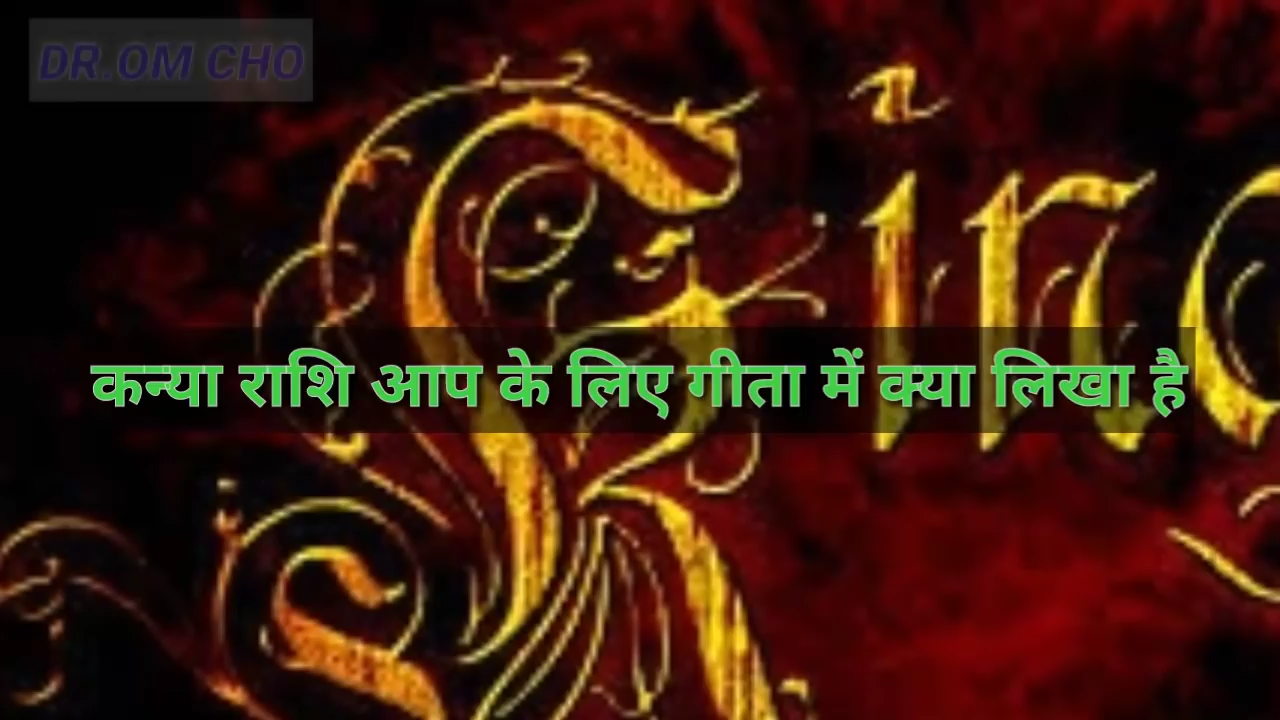 DR.OM CHO
कन्या राशि आप के लिए गीता में क्या लिखा है